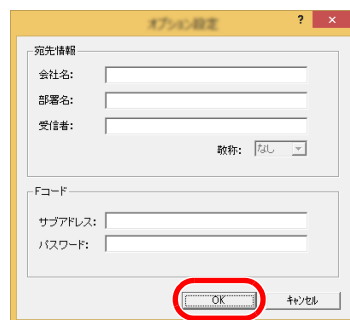 オプション設定 ? ×
宛先情報
会社名:
部署名:
受信者:
敬称: なし
Fコード
サブアドレス:
パスワード:
OK キャンセル